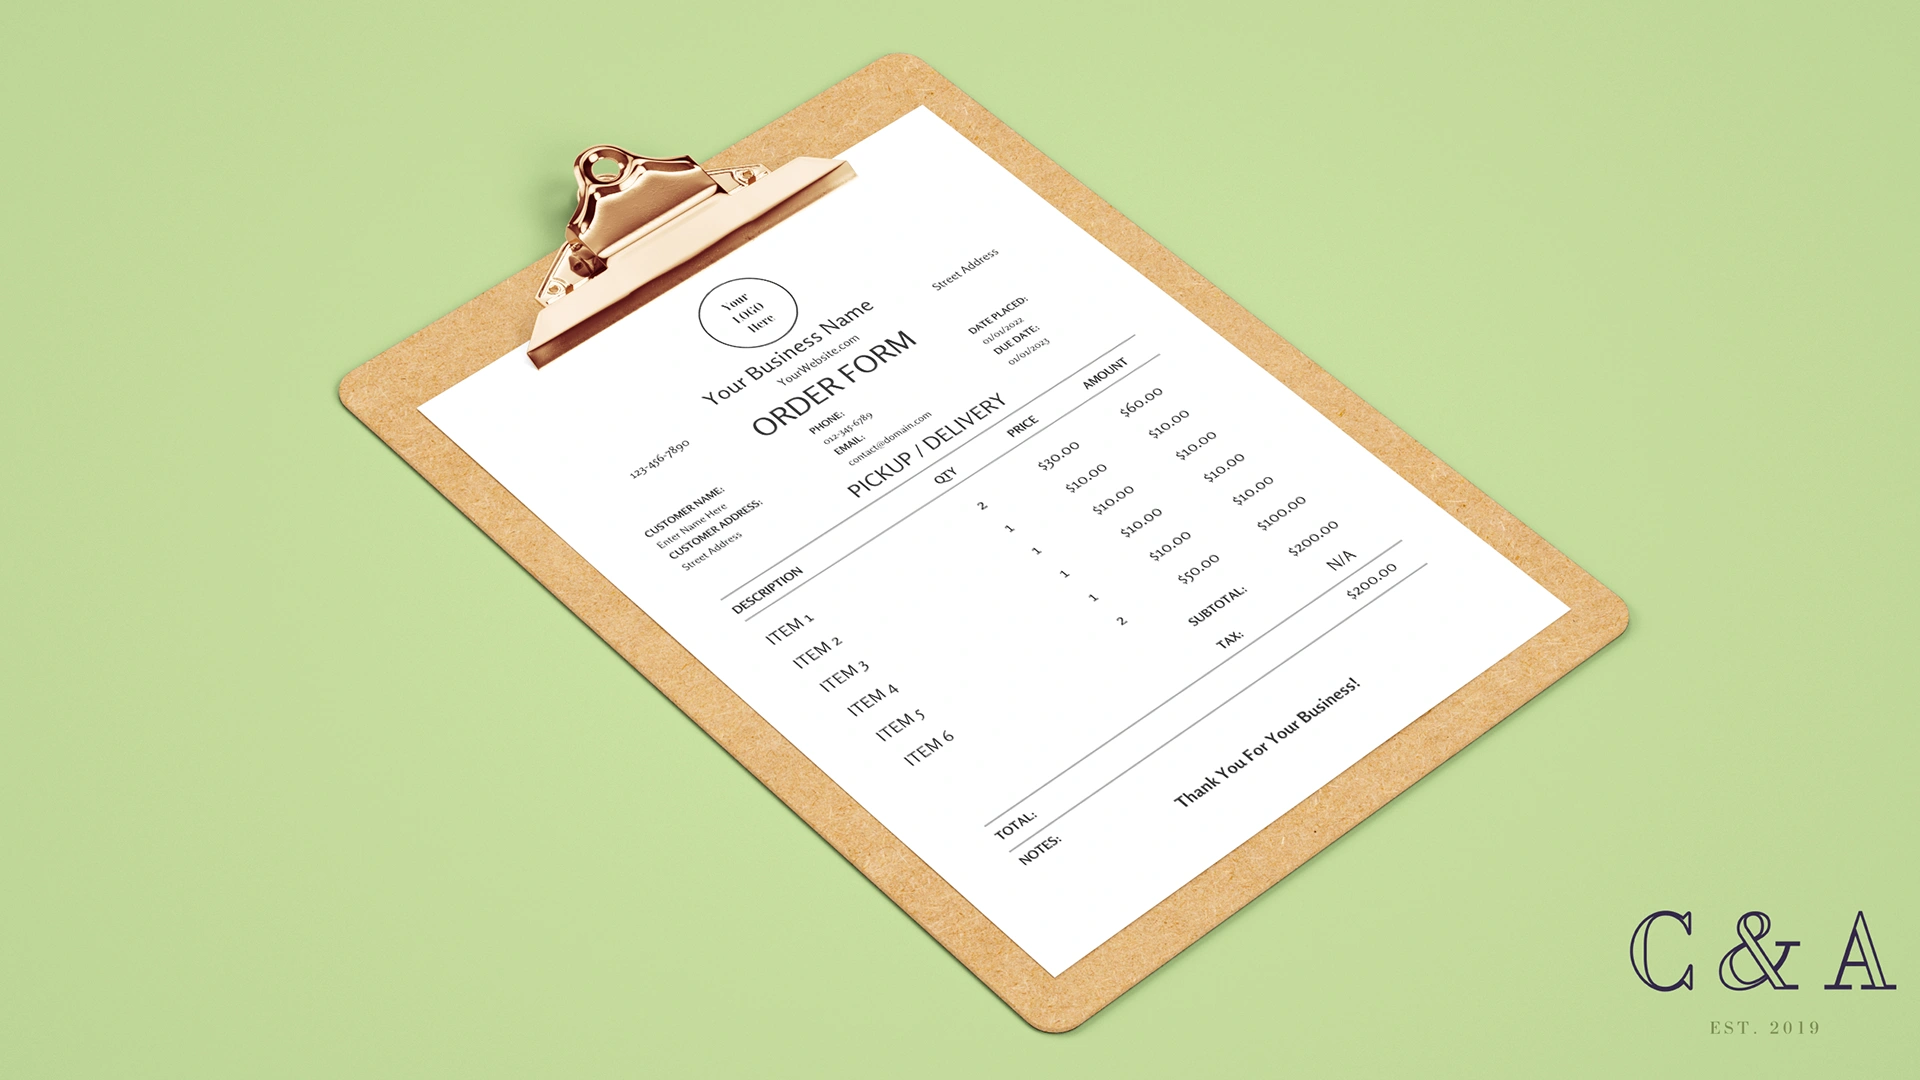 Your
LOGO
Here
Your Business Name
YourWebsite.com
123-456-7890
Street Address
ORDER FORM
CUSTOMER NAME:
Enter Name Here
CUSTOMER ADDRESS:
Street Address
PHONE:
012-345-6789
EMAIL:
contact@domain.com
DATE PLACED:
01/01/2022
DUE DATE:
01/01/2023
PICKUP / DELIVERY
DESCRIPTION QTY PRICE AMOUNT
ITEM 1 2 $30.00 $60.00
ITEM 2 1 $10.00 $10.00
ITEM 3 1 $10.00 $10.00
ITEM 4 1 $10.00 $10.00
ITEM 5 1 $10.00 $10.00
ITEM 6 2 $50.00 $100.00
SUBTOTAL: $200.00
TAX: N/A
TOTAL: $200.00
NOTES:
Thank You For Your Business!
C & A
EST. 2019